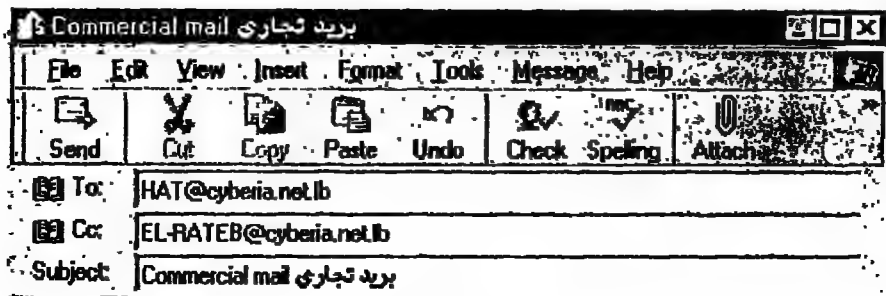 Commercial mail بريد تجاري
File Edit View Insert Format Tools Message Help
Send Cut Copy Paste Undo Check Spelling Attach
To: HAT@cyberia.net.lb
Cc: EL-RATEB@cyberia.net.lb
Subject: Commercial mail بريد تجاري